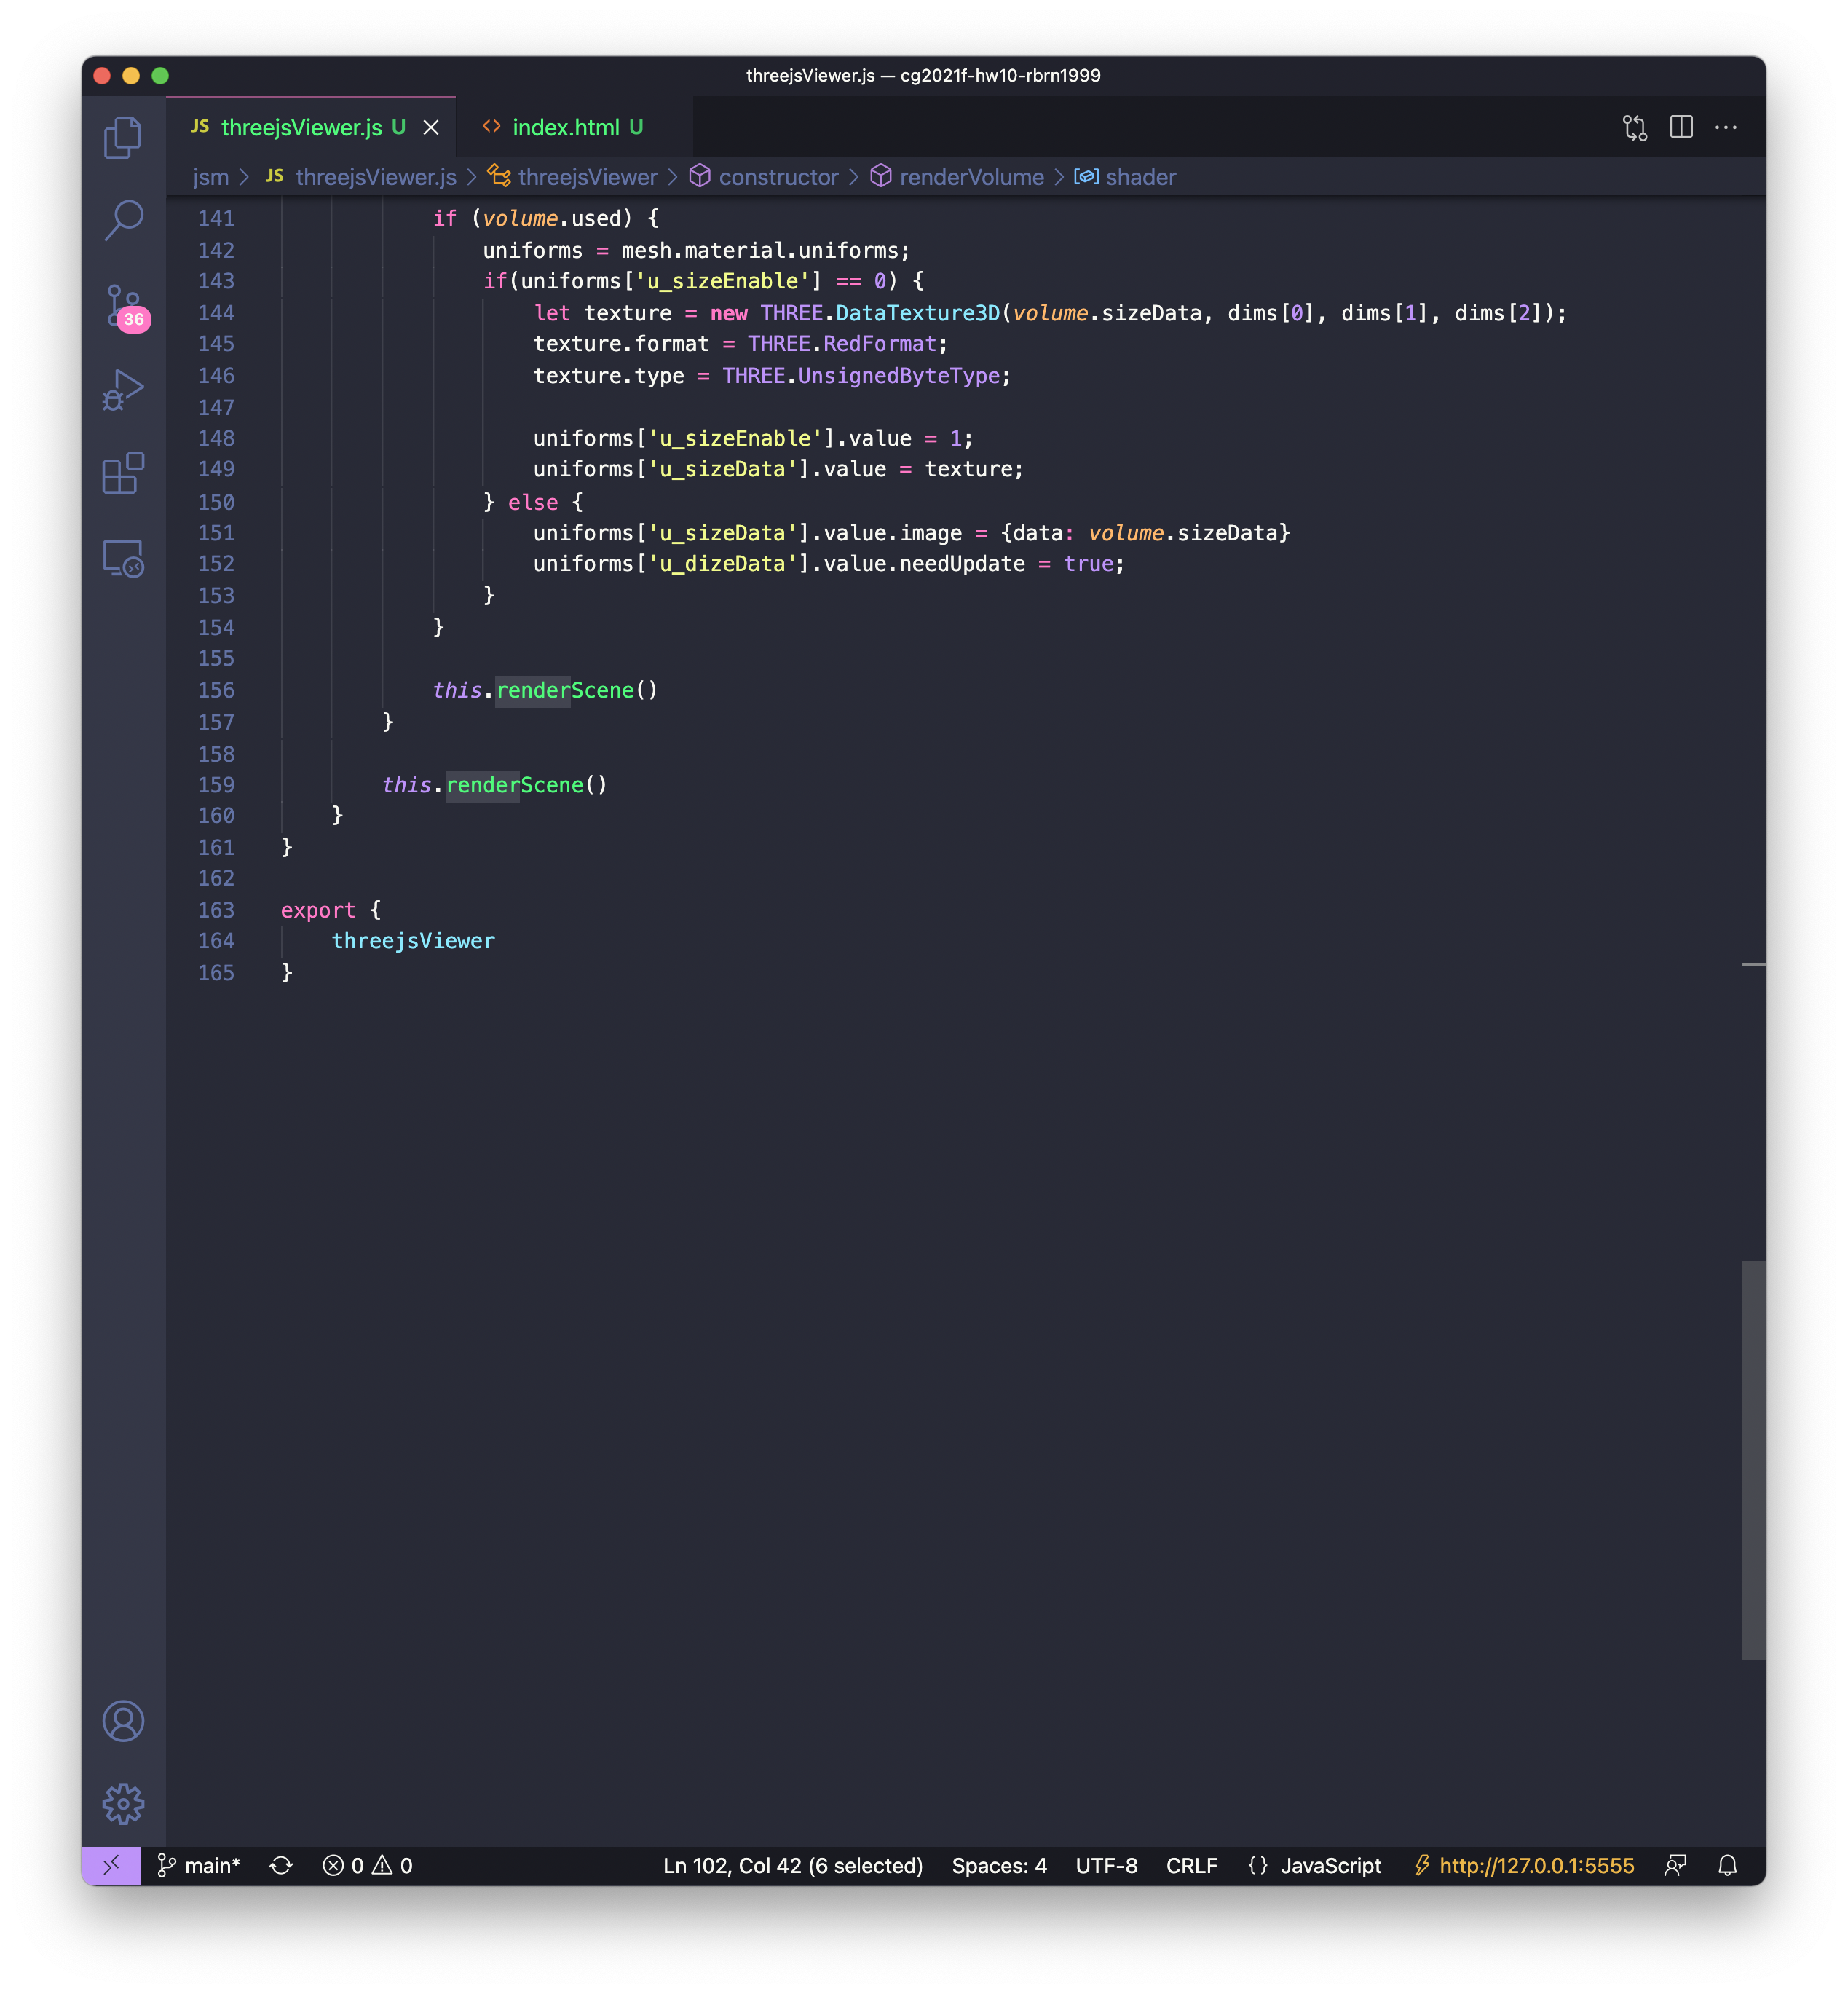 threejsViewer.js — cg2021f-hw10-rbrn1999
JS threejsViewer.js U
<> index.html U
jsm > JS threejsViewer.js > threejsViewer > constructor > renderVolume > shader
141 if (volume.used) {
142 uniforms = mesh.material.uniforms;
143 if(uniforms['u_sizeEnable'] == 0) {
144 let texture = new THREE.DataTexture3D(volume.sizeData, dims[0], dims[1], dims[2]);
145 texture.format = THREE.RedFormat;
146 texture.type = THREE.UnsignedByteType;
147
148 uniforms['u_sizeEnable'].value = 1;
149 uniforms['u_sizeData'].value = texture;
150 } else {
151 uniforms['u_sizeData'].value.image = {data: volume.sizeData}
152 uniforms['u_dizeData'].value.needUpdate = true;
153 }
154 }
155
156 this.renderScene()
157 }
158
159 this.renderScene()
160 }
161 }
162
163 export {
164 threejsViewer
165 }
36
main* 0 0 Ln 102, Col 42 (6 selected) Spaces: 4 UTF-8 CRLF {} JavaScript http://127.0.0.1:5555